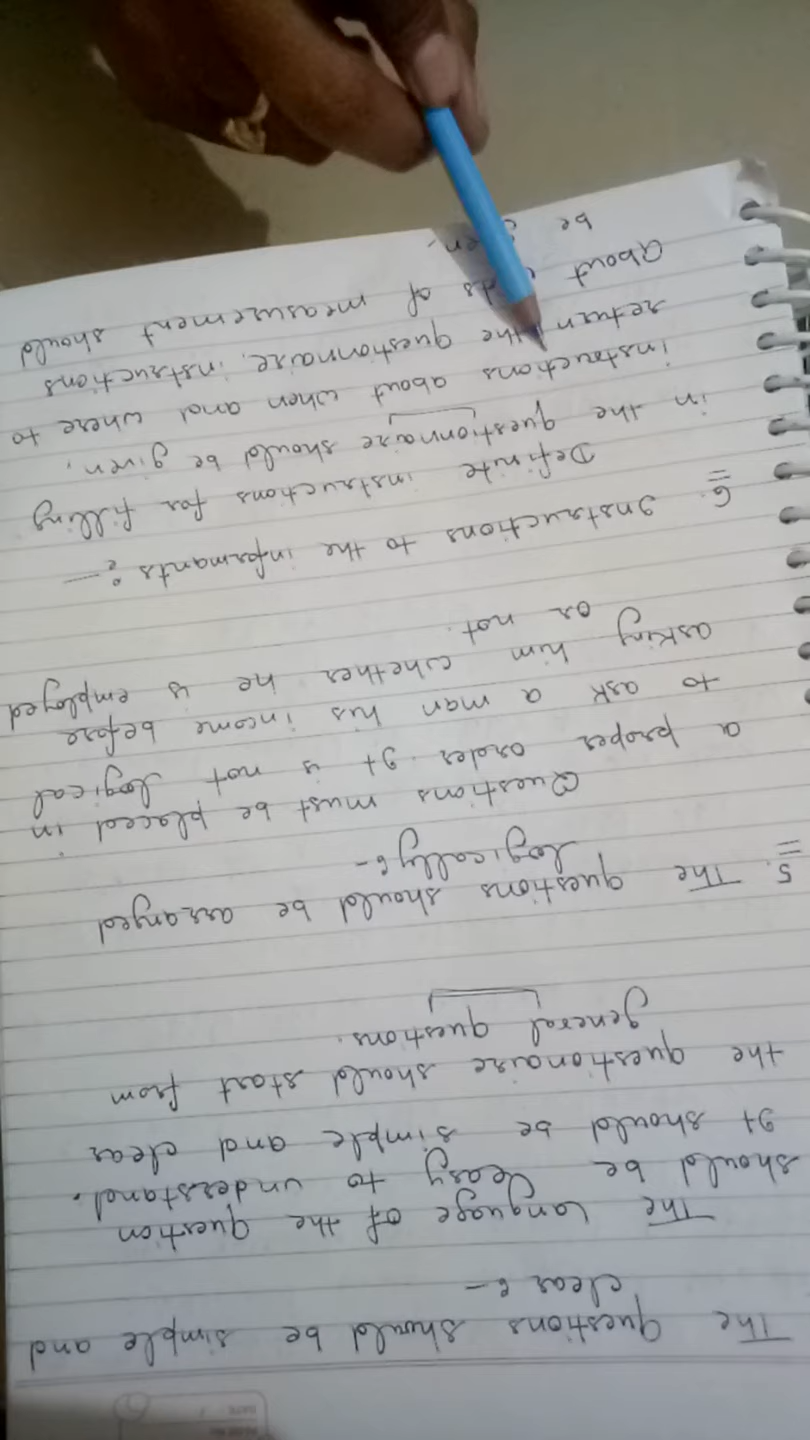 The questions should be simple and
clear :-
The language of the question
should be easy to understand.
It should be simple and clear
the questionaire should start from
general questions.
5. The questions should be arranged
logically :-
Questions must be placed in
a proper order. It is not logical
to ask a man his income before
asking him whether he is employed
or not.
6. Instructions to the informants :-
Definite instructions for filling
in the questionnaire should be given,
instructions about when and where to
return the questionnaire, instructions
about of measurement should
be